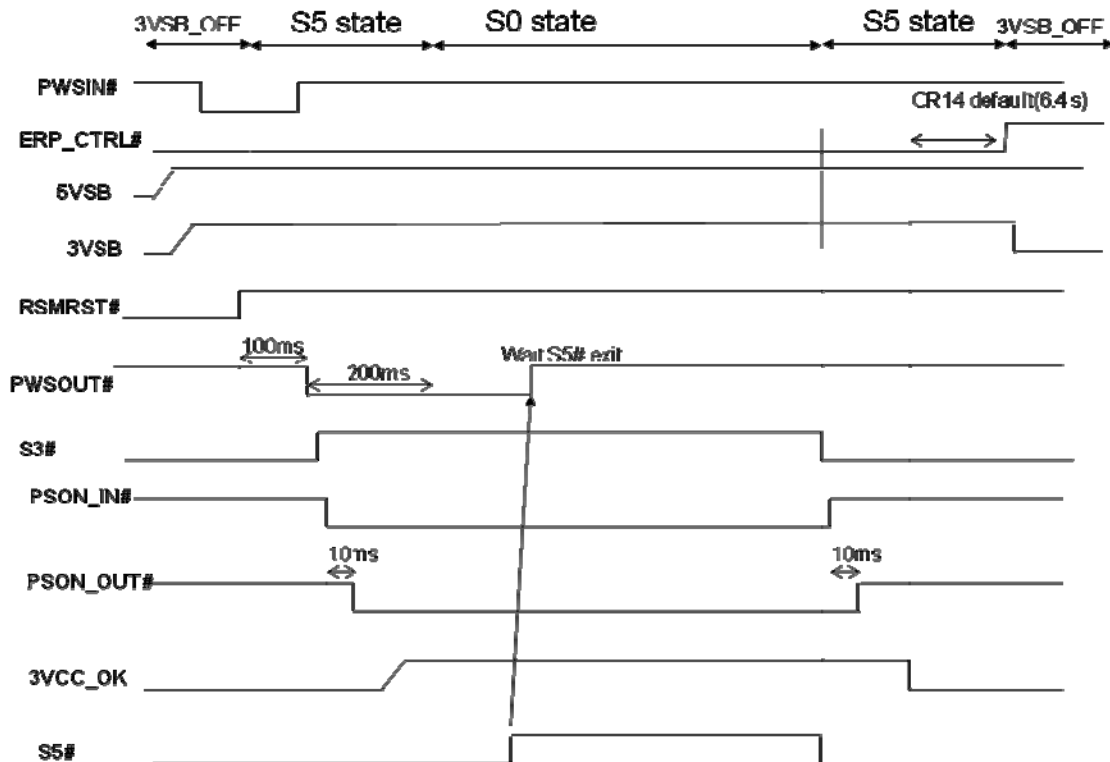 3VSB_OFF S5 state S0 state S5 state 3VSB_OFF
PWSIN#
CR14 default(6.4 s)
ERP_CTRL#
5VSB
3VSB
RSMRST#
100ms
Wait S5# exit
PWSOUT#
200ms
S3#
PSON_IN#
10ms 10ms
PSON_OUT#
3VCC_OK
S5#